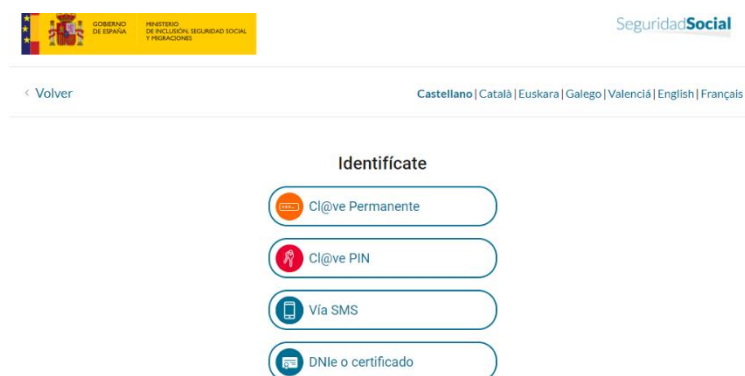 GOBIERNO
DE ESPAÑA
MINISTERIO
DE INCLUSIÓN, SEGURIDAD SOCIAL
Y MIGRACIONES
SeguridadSocial
< Volver
Castellano | Català | Euskara | Galego | Valenciá | English | Français
Identifícate
Cl@ve Permanente
Cl@ve PIN
Vía SMS
DNIe o certificado